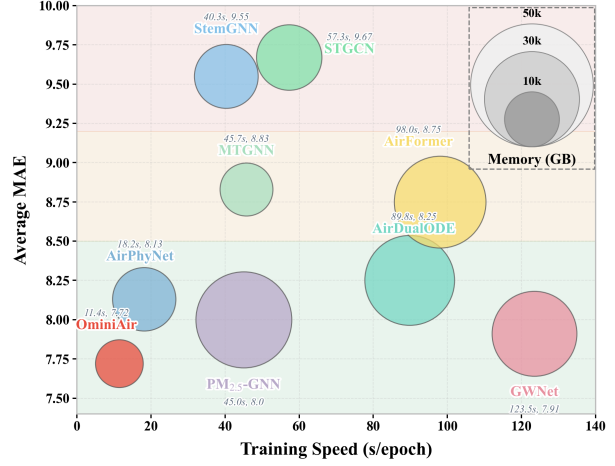 10.00
9.75
9.50
9.25
9.00
8.75
8.50
8.25
8.00
7.75
7.50
Average MAE
0
20
40
60
80
100
120
140
Training Speed (s/epoch)
40.3s, 9.55
StemGNN
57.3s, 9.67
STGCN
50k
30k
10k
Memory (GB)
45.7s, 8.83
MTGNN
98.0s, 8.75
AirFormer
89.8s, 8.25
AirDualODE
18.2s, 8.13
AirPhyNet
11.4s, 7.72
OminiAir
PM2.5-GNN
45.0s, 8.0
GWNet
123.5s, 7.91